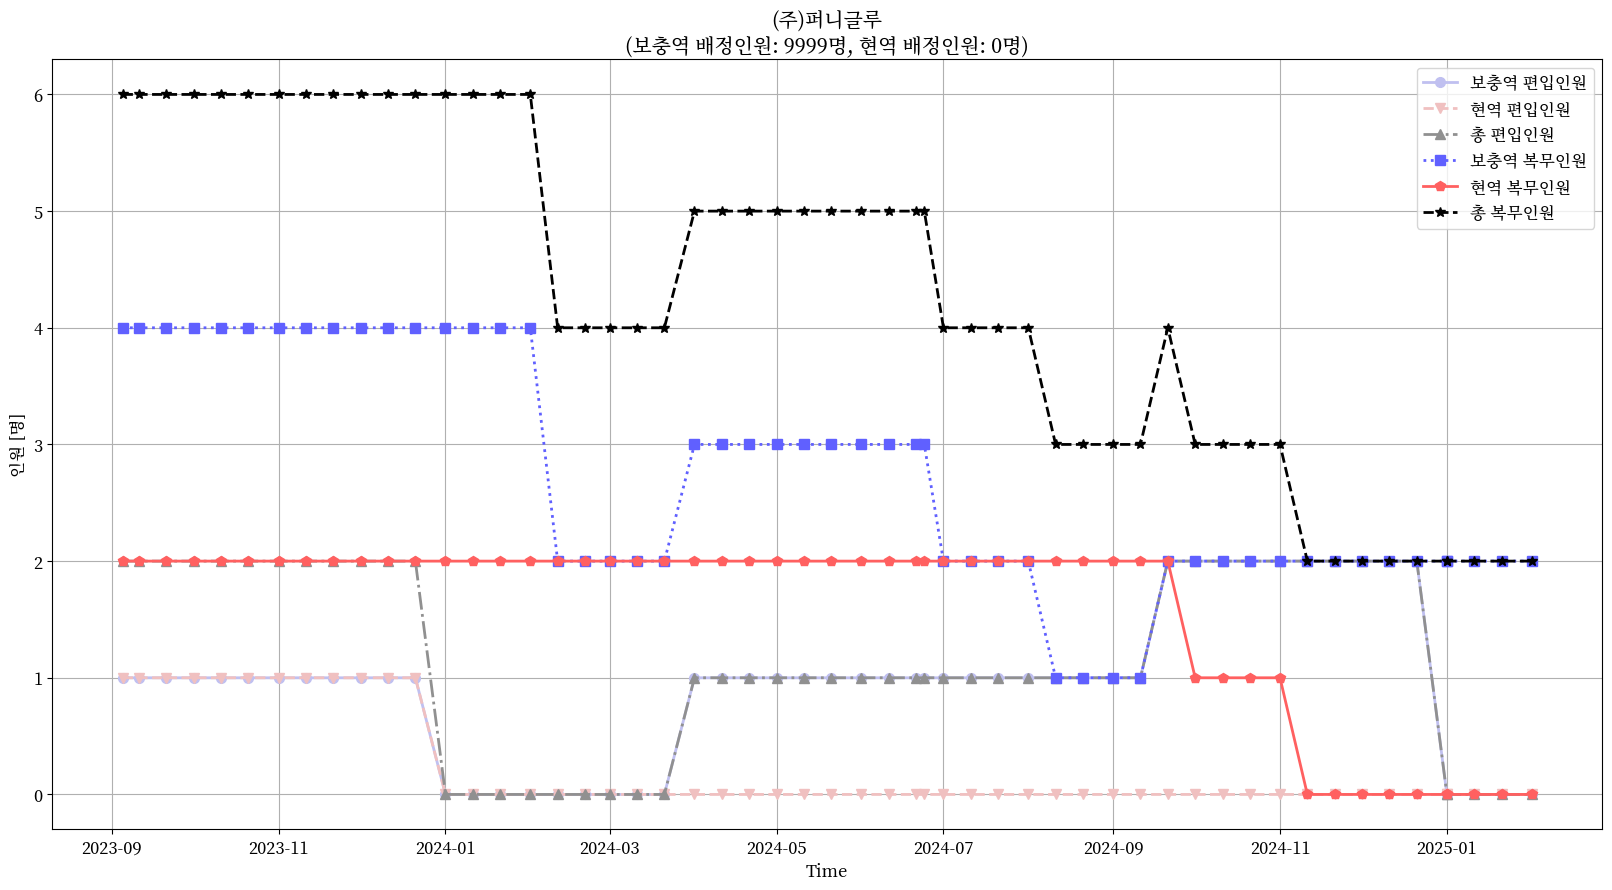 (주)퍼니글루
(보충역 배정인원: 9999명, 현역 배정인원: 0명)
보충역 편입인원
현역 편입인원
총 편입인원
보충역 복무인원
현역 복무인원
총 복무인원
인원 [명]
6
5
4
3
2
1
0
2023-09
2023-11
2024-01
2024-03
2024-05
2024-07
2024-09
2024-11
2025-01
Time